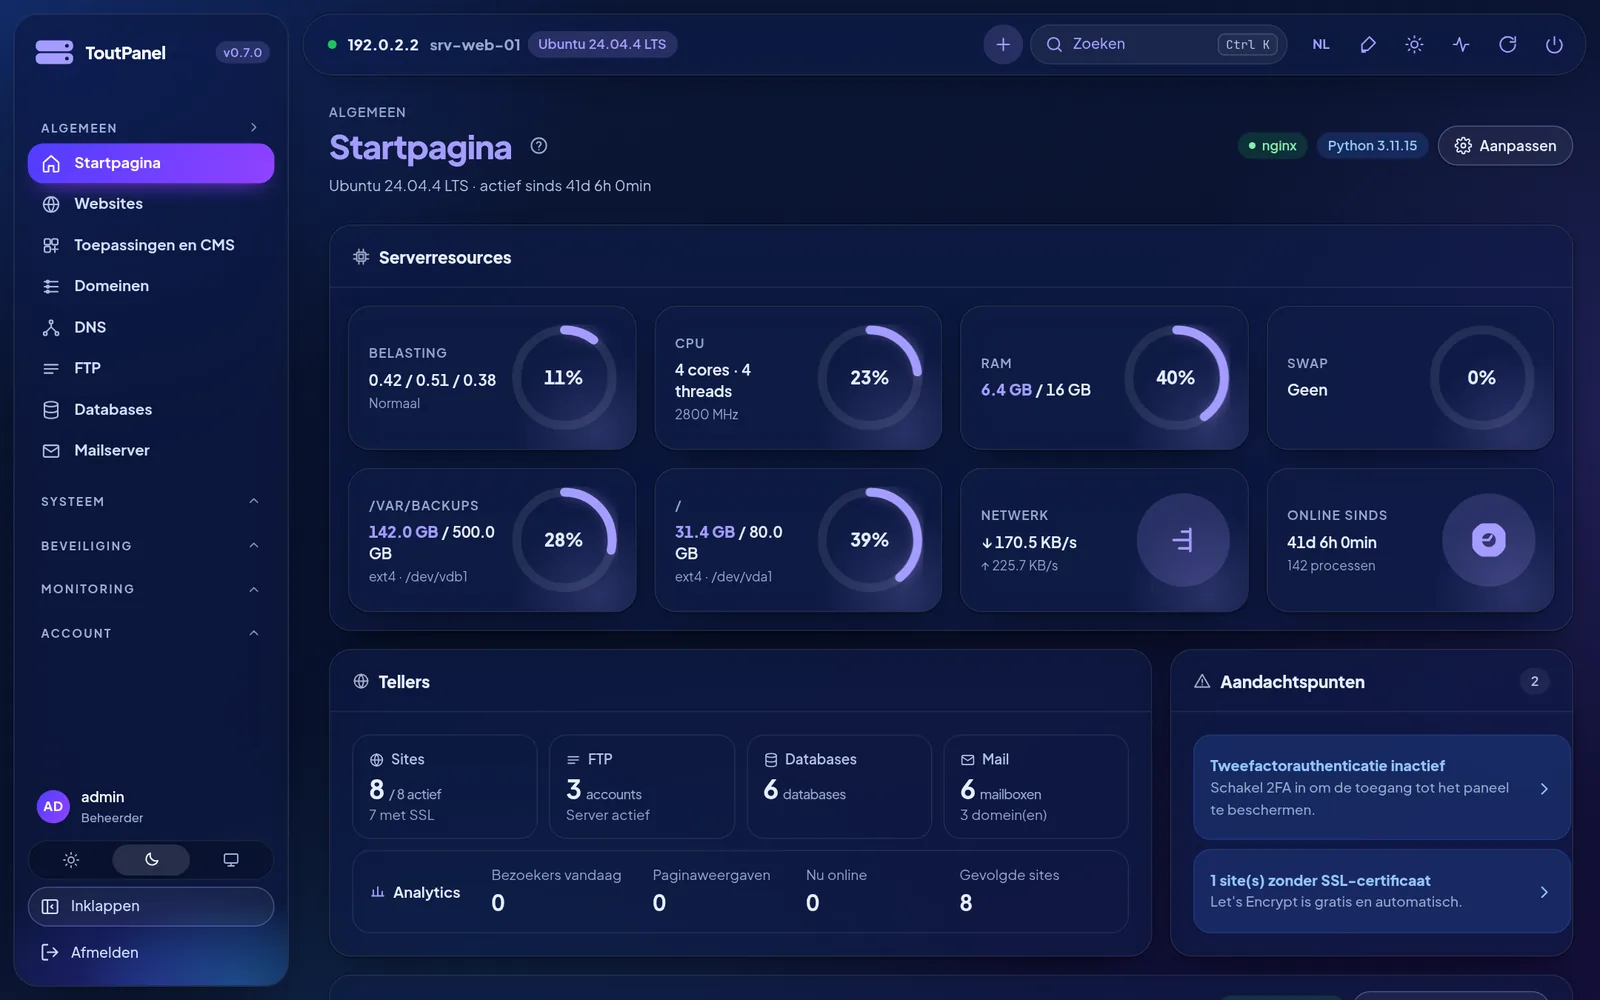 ToutPanel
v0.7.0
ALGEMEEN
Startpagina
Websites
Toepassingen en CMS
Domeinen
DNS
FTP
Databases
Mailserver
SYSTEEM
BEVEILIGING
MONITORING
ACCOUNT
AD
admin
Beheerder
Inklappen
Afmelden
192.0.2.2 srv-web-01 Ubuntu 24.04.4 LTS
Zoeken Ctrl K
NL
ALGEMEEN
Startpagina
Ubuntu 24.04.4 LTS · actief sinds 41d 6h 0min
nginx
Python 3.11.15
Aanpassen
Serverresources
BELASTING
0.42 / 0.51 / 0.38
Normaal
11%
CPU
4 cores · 4
threads
2800 MHz
23%
RAM
6.4 GB / 16 GB
40%
SWAP
Geen
0%
/VAR/BACKUPS
142.0 GB / 500.0
GB
ext4 · /dev/vdb1
28%
/
31.4 GB / 80.0
GB
ext4 · /dev/vda1
39%
NETWERK
↓ 170.5 KB/s
↑ 225.7 KB/s
ONLINE SINDS
41d 6h 0min
142 processen
Tellers
Sites
8 / 8 actief
7 met SSL
FTP
3 accounts
Server actief
Databases
6 databases
Mail
6 mailboxen
3 domein(en)
Analytics
Bezoekers vandaag
0
Paginaweergaven
0
Nu online
0
Gevolgde sites
8
Aandachtspunten
2
Tweefactorauthenticatie inactief
Schakel 2FA in om de toegang tot het paneel
te beschermen.
1 site(s) zonder SSL-certificaat
Let's Encrypt is gratis en automatisch.